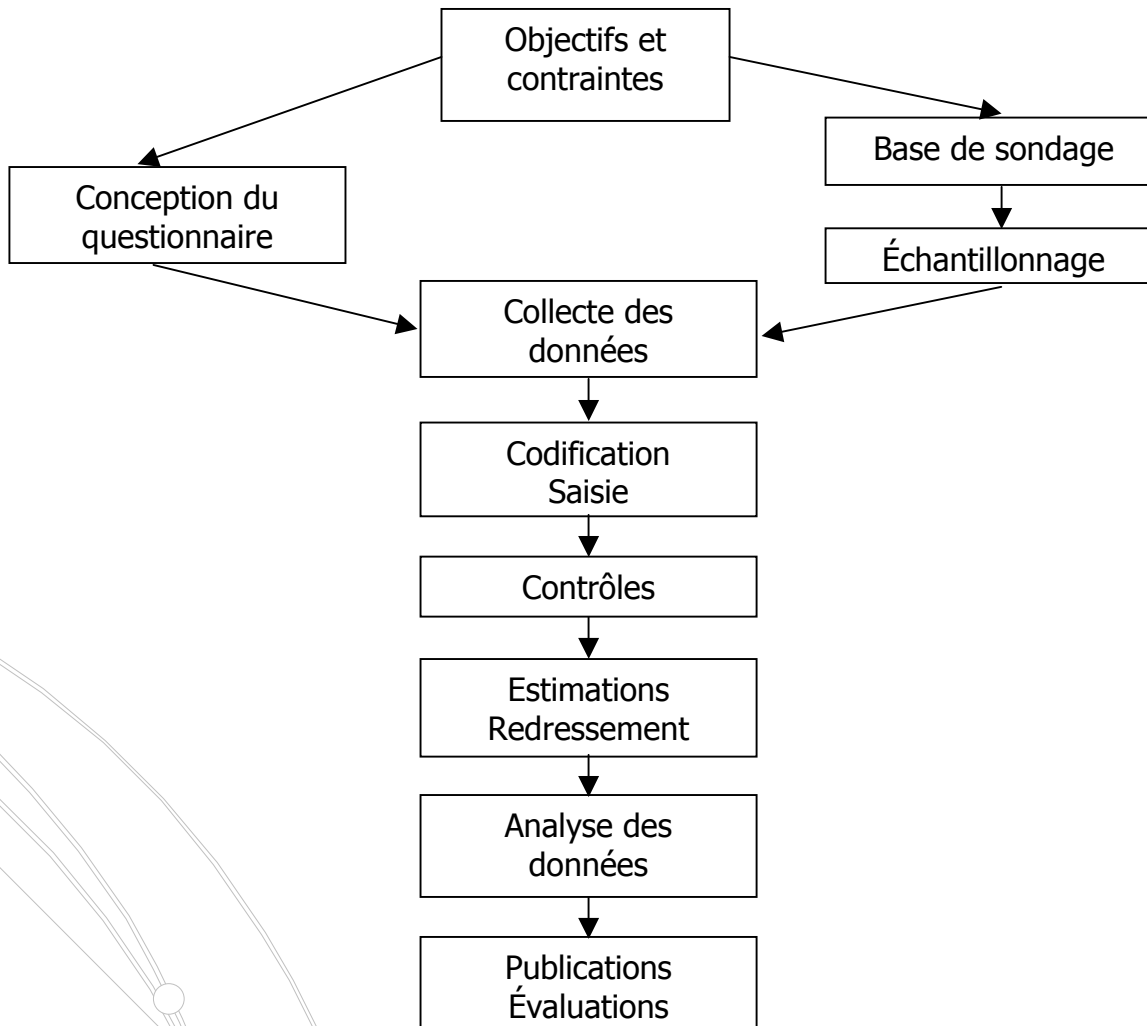 Objectifs et
contraintes
Base de sondage
Conception du
questionnaire
Échantillonnage
Collecte des
données
Codification
Saisie
Contrôles
Estimations
Redressement
Analyse des
données
Publications
Évaluations